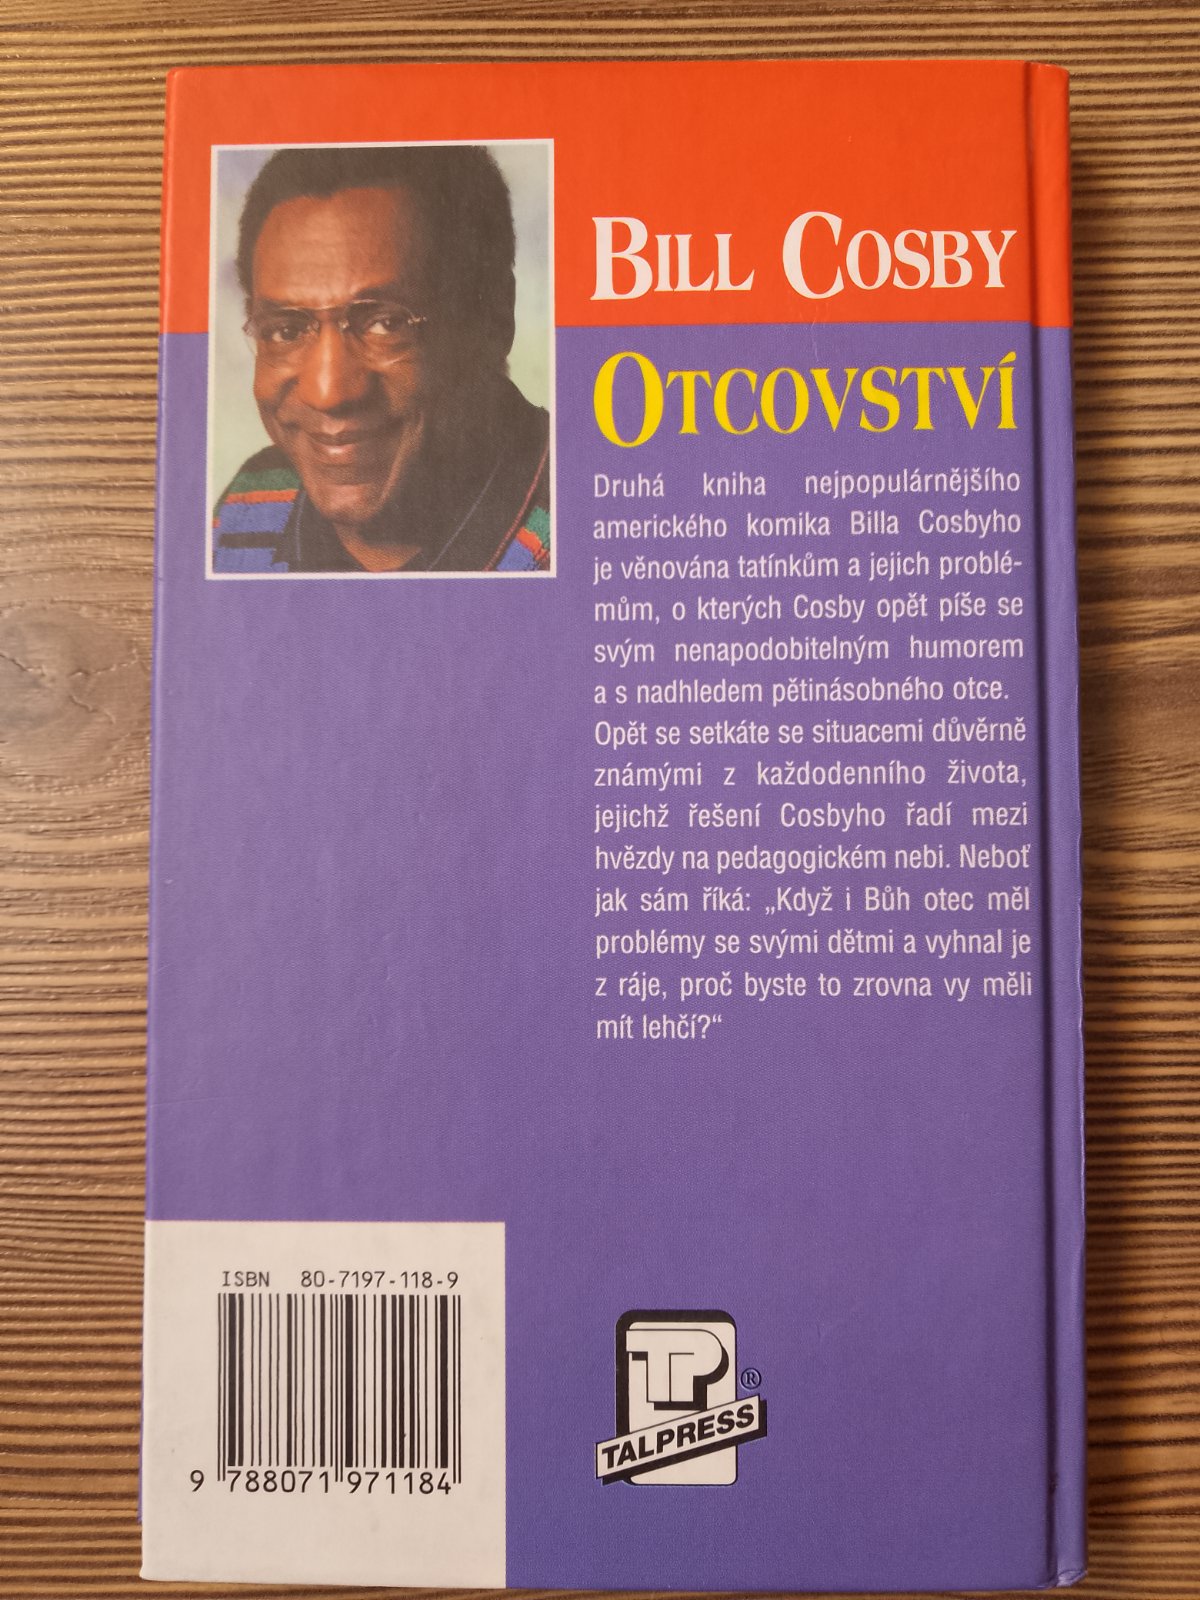 BILL COSBY
OTCOVSTVÍ
Druhá kniha nejpopulárnějšího
amerického komika Billa Cosbyho
je věnována tatínkům a jejich problé-
mům, o kterých Cosby opět píše se
svým nenapodobitelným humorem
a s nadhledem pětinásobného otce.
Opět se setkáte se situacemi důvěrně
známými z každodenního života,
jejichž řešení Cosbyho řadí mezi
hvězdy na pedagogickém nebi. Neboť
jak sám říká: „Když i Bůh otec měl
problémy se svými dětmi a vyhnal je
z ráje, proč byste to zrovna vy měli
mít lehčí?“
ISBN 80-7197-118-9
9 788071 971184
TP ®
TALPRESS